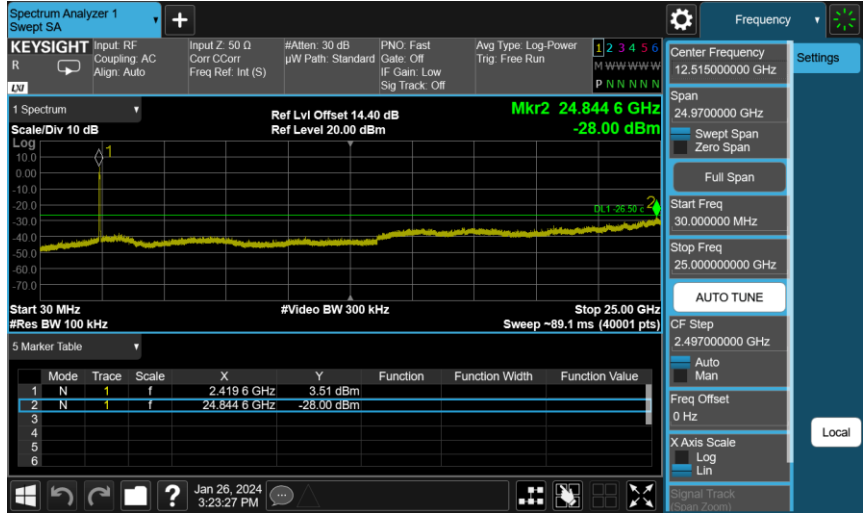 Spectrum Analyzer 1
Swept SA
+
Frequency
KEYSIGHT
R
LXI
Input: RF
Coupling: AC
Align: Auto
Input Z: 50 Ω
Corr CCorr
Freq Ref: Int (S)
#Atten: 30 dB
µW Path: Standard
PNO: Fast
Gate: Off
IF Gain: Low
Sig Track: Off
Avg Type: Log-Power
Trig: Free Run
1 2 3 4 5 6
M W W W W W
P N N N N N
1 Spectrum
Scale/Div 10 dB
Ref Lvl Offset 14.40 dB
Ref Level 20.00 dBm
Mkr2 24.844 6 GHz
-28.00 dBm
Log
10.0
0.00
-10.0
-20.0
-30.0
-40.0
-50.0
-60.0
-70.0
1
2
DL1 -26.50 c
Start 30 MHz
#Res BW 100 kHz
#Video BW 300 kHz
Stop 25.00 GHz
Sweep ~89.1 ms (40001 pts)
5 Marker Table
Mode Trace Scale X Y Function Function Width Function Value
1 N 1 f 2.419 6 GHz 3.51 dBm
2 N 1 f 24.844 6 GHz -28.00 dBm
3
4
5
6
?
Jan 26, 2024
3:23:27 PM
Center Frequency
12.515000000 GHz
Span
24.9700000 GHz
Swept Span
Zero Span
Full Span
Start Freq
30.000000 MHz
Stop Freq
25.000000000 GHz
AUTO TUNE
CF Step
2.497000000 GHz
Auto
Man
Freq Offset
0 Hz
X Axis Scale
Log
Lin
Signal Track
(Span Zoom)
Settings
Local